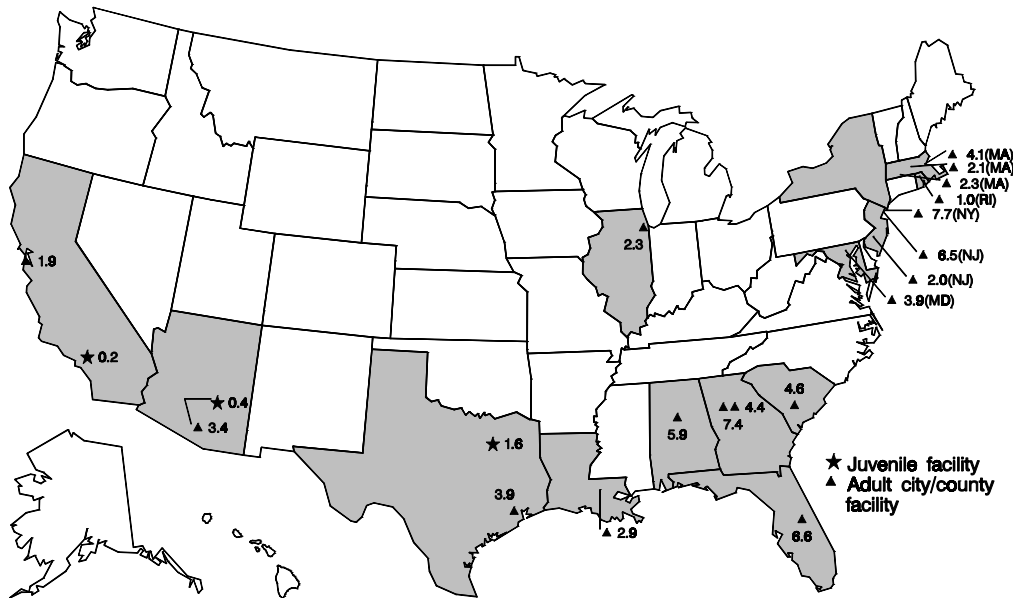 4.1(MA)
2.1(MA)
2.3(MA)
1.0(RI)
7.7(NY)
2.3
6.5(NJ)
1.9
2.0(NJ)
3.9(MD)
0.2
4.6
0.4
4.4
7.4
3.4
5.9
1.6
Juvenile facility
Adult city/county
facility
3.9
2.9
6.6